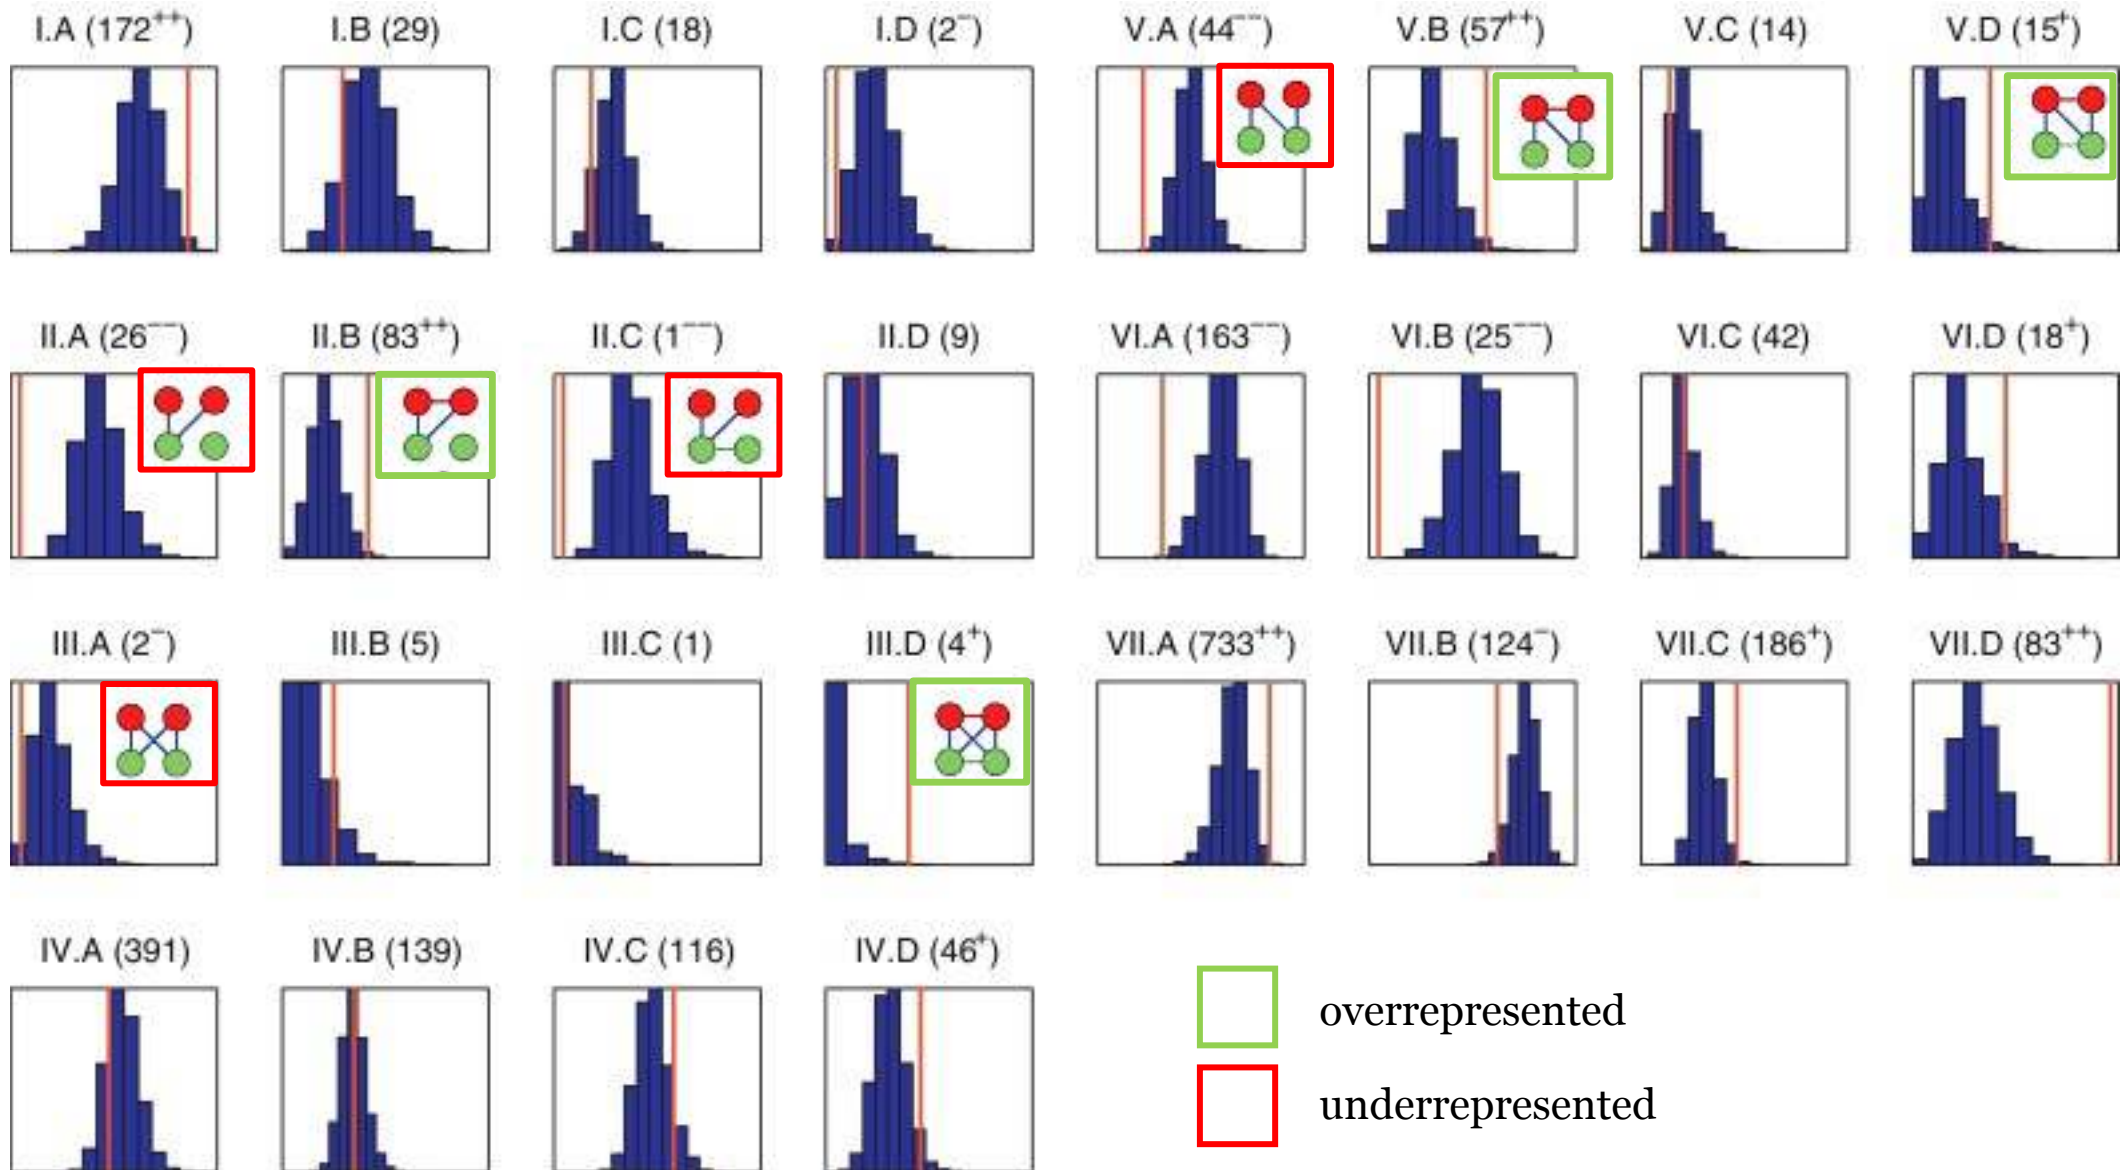 I.A (172⁺⁺) I.B (29) I.C (18) I.D (2⁻) V.A (44⁻⁻) V.B (57⁺⁺) V.C (14) V.D (15⁺)
II.A (26⁻⁻) II.B (83⁺⁺) II.C (1⁻⁻) II.D (9) VI.A (163⁻⁻) VI.B (25⁻⁻) VI.C (42) VI.D (18⁺)
III.A (2⁻) III.B (5) III.C (1) III.D (4⁺) VII.A (733⁺⁺) VII.B (124⁻) VII.C (186⁺) VII.D (83⁺⁺)
IV.A (391) IV.B (139) IV.C (116) IV.D (46⁺)
overrepresented
underrepresented